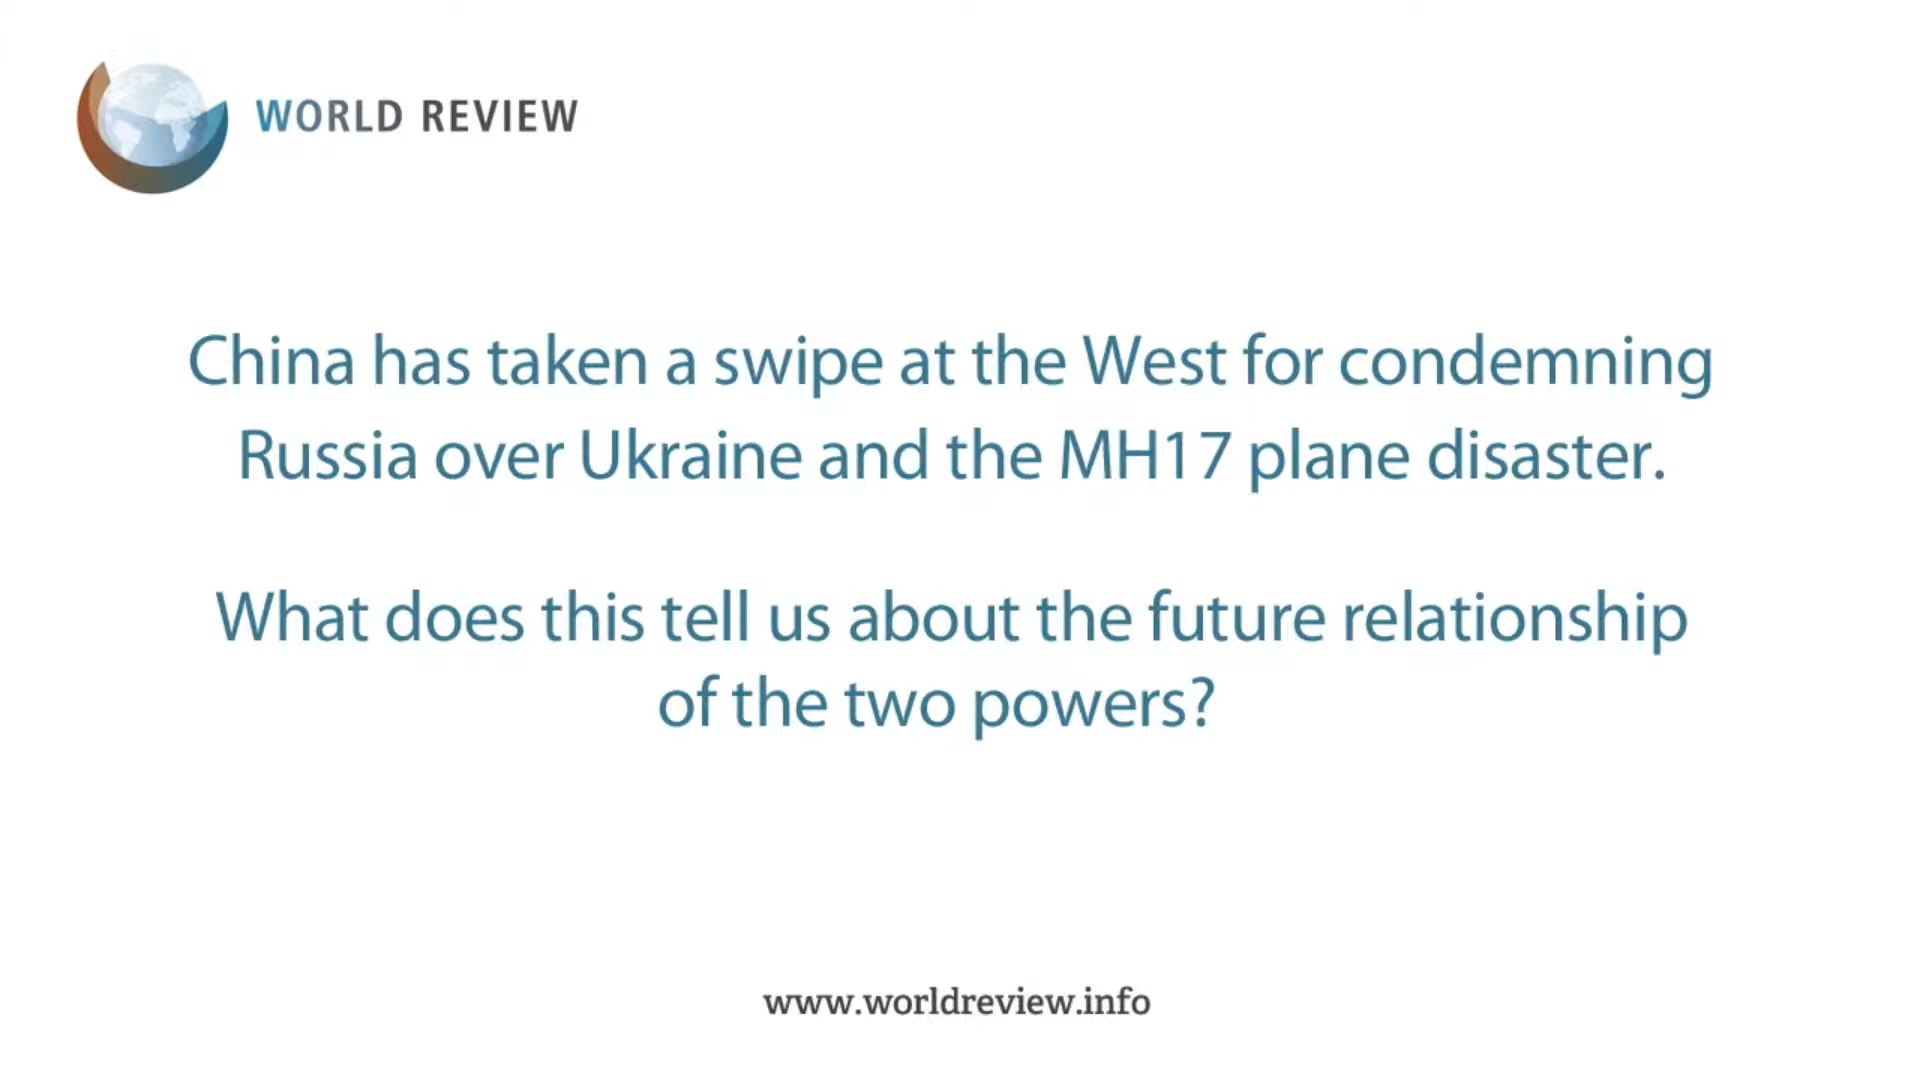 WORLD REVIEW
China has taken a swipe at the West for condemning
Russia over Ukraine and the MH17 plane disaster.
What does this tell us about the future relationship
of the two powers?
www.worldreview.info